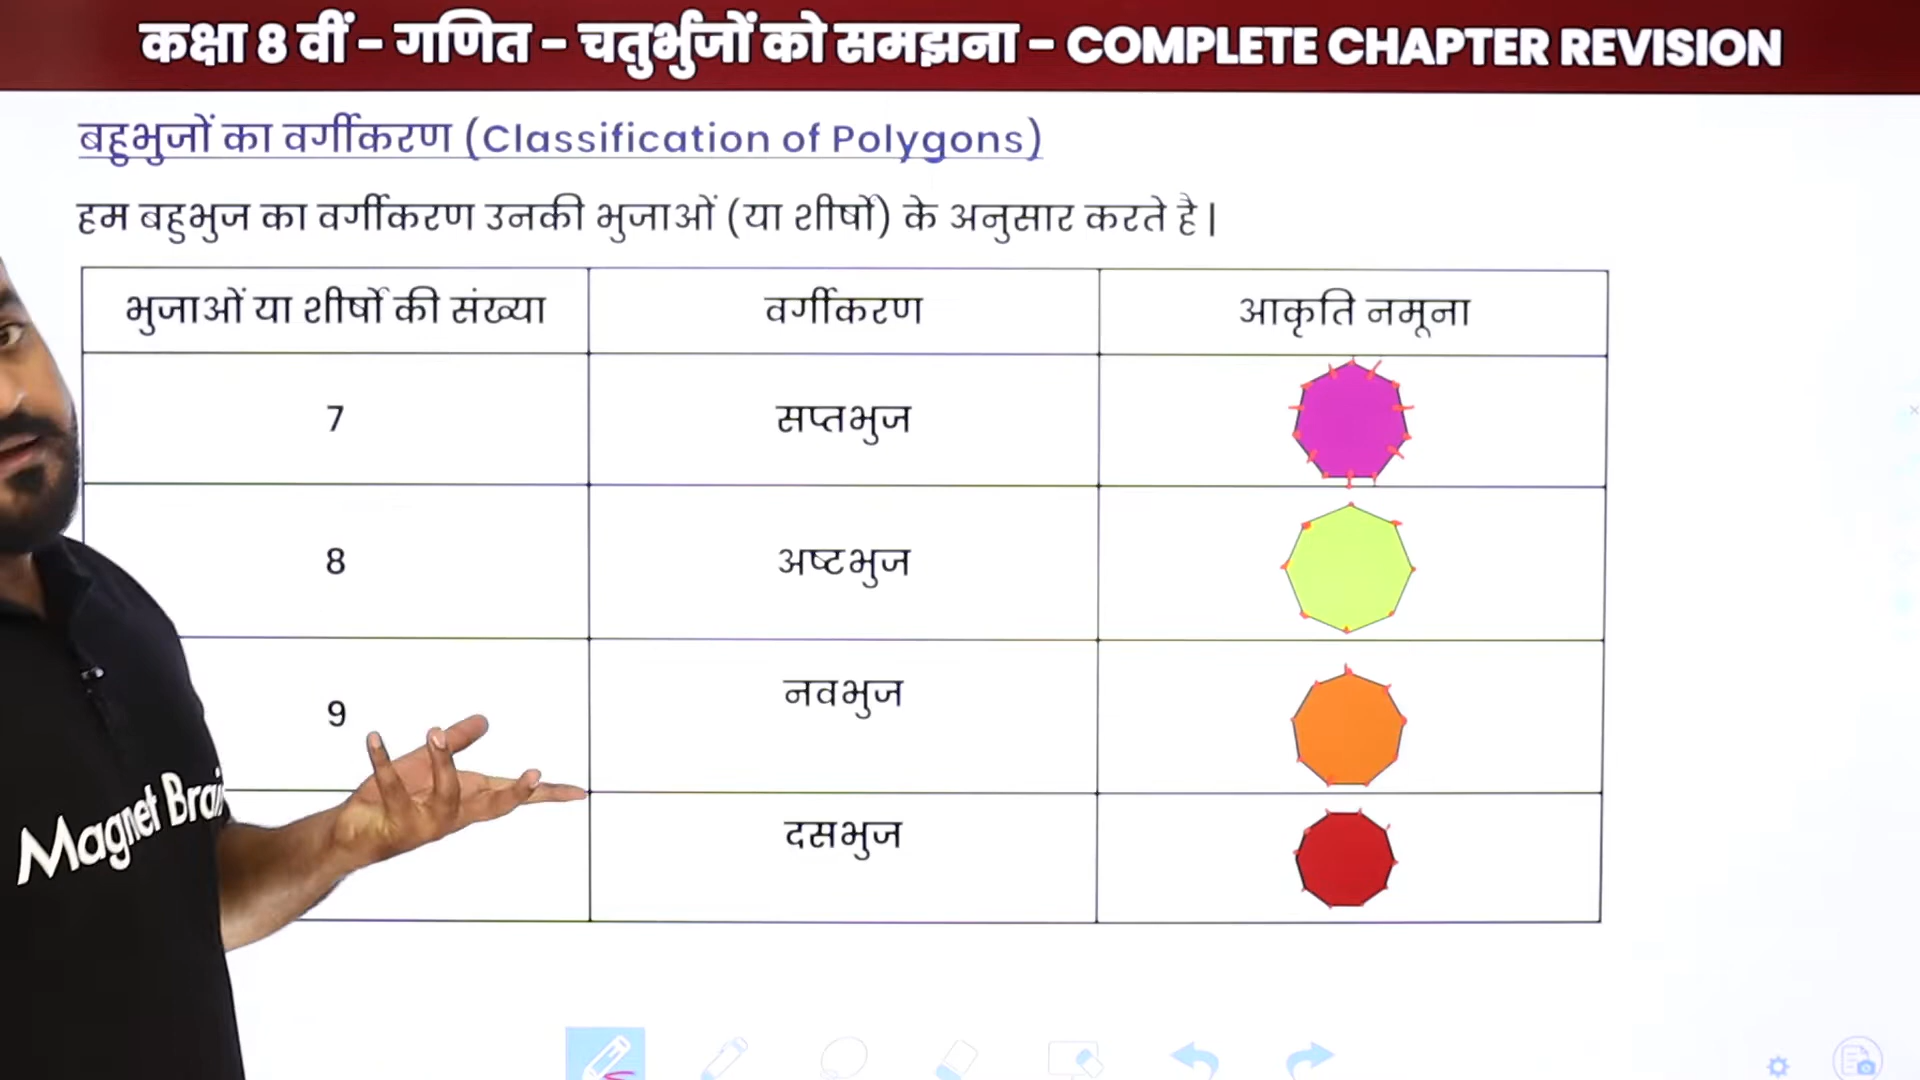 कक्षा 8 वीं - गणित - चतुर्भुजों को समझना - COMPLETE CHAPTER REVISION
बहुभुजों का वर्गीकरण (Classification of Polygons)
हम बहुभुज का वर्गीकरण उनकी भुजाओं (या शीर्षों) के अनुसार करते है |
भुजाओं या शीर्षों की संख्या वर्गीकरण आकृति नमूना
7 सप्तभुज
8 अष्टभुज
9 नवभुज
दसभुज
Magnet Brai